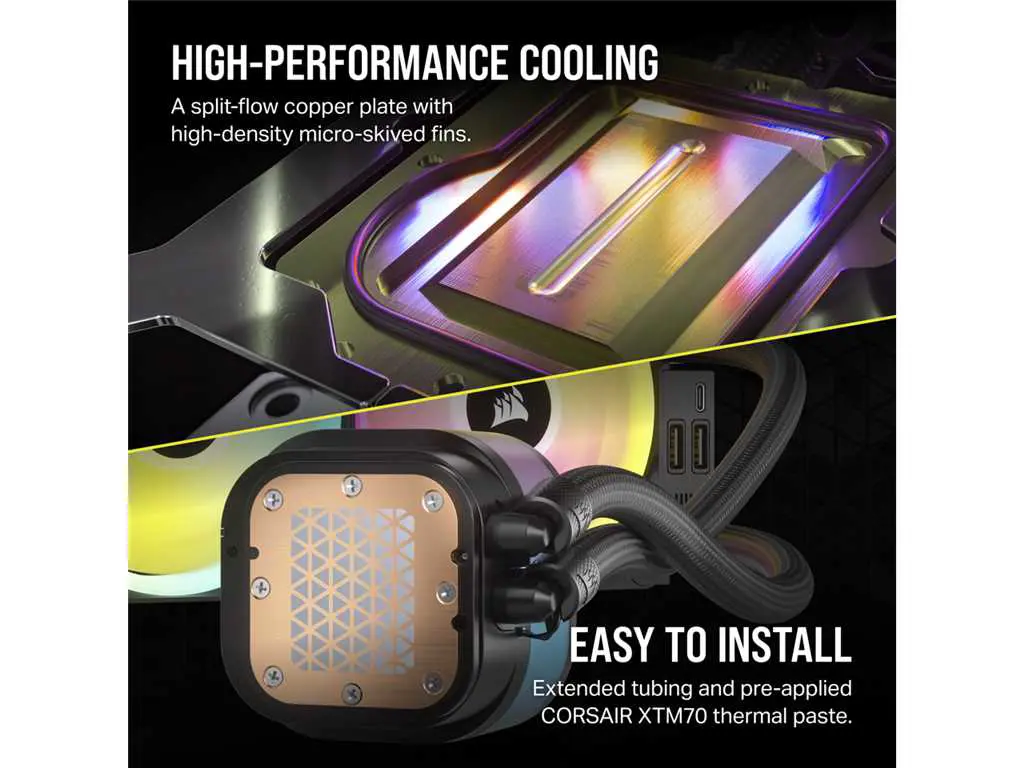 HIGH-PERFORMANCE COOLING
A split-flow copper plate with
high-density micro-skived fins.
EASY TO INSTALL
Extended tubing and pre-applied
CORSAIR XTM70 thermal paste.